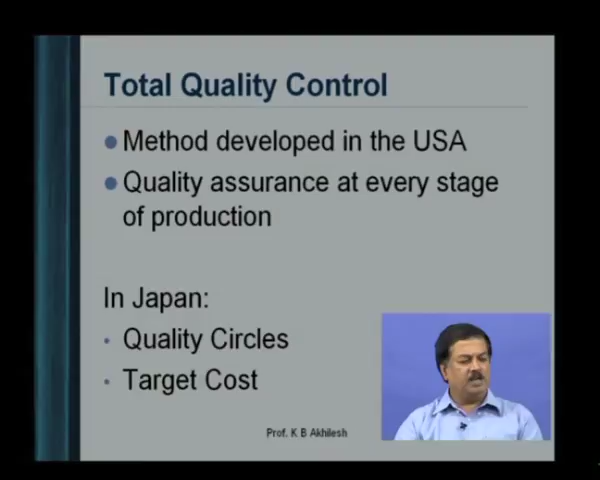 Total Quality Control
Method developed in the USA
Quality assurance at every stage
of production
In Japan:
Quality Circles
Target Cost
Prof. K B Akhilesh